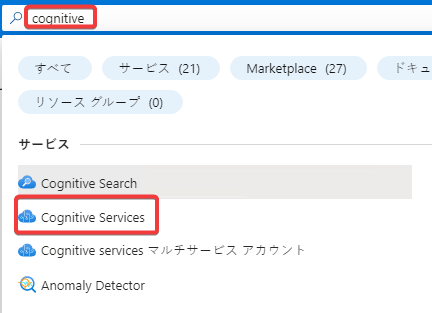 cognitive
すべて サービス (21) Marketplace (27) ドキュ
リソース グループ (0)
サービス
Cognitive Search
Cognitive Services
Cognitive services マルチサービス アカウント
Anomaly Detector